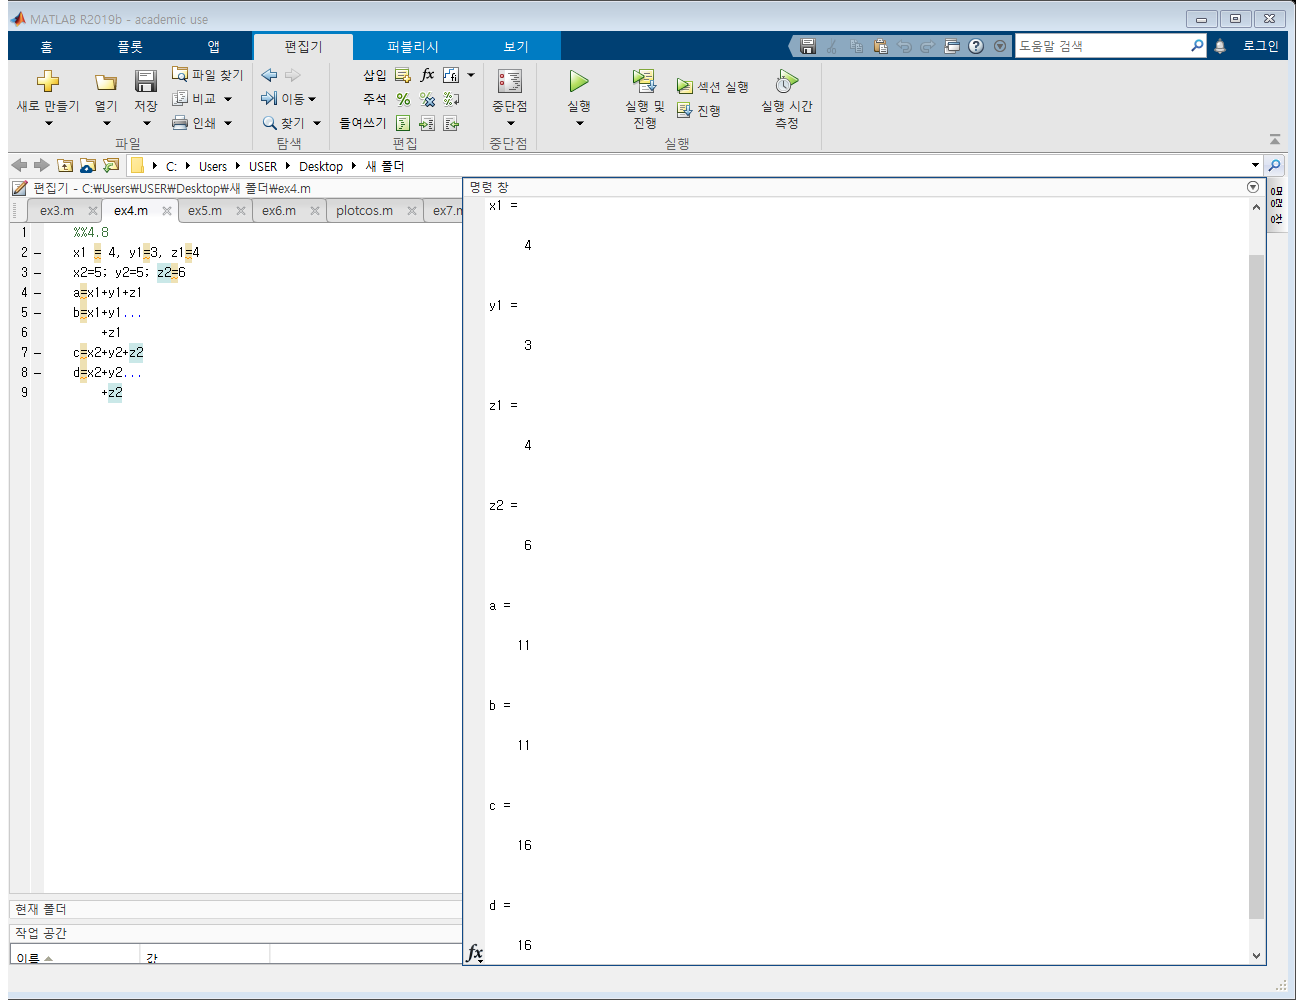 MATLAB R2019b - academic use
홈 플롯 앱 편집기 퍼블리시 보기 도움말 검색 로그인
새로 만들기 열기 저장 파일 찾기 비교 인쇄
이동 찾기
삽입 fx fi
주석
들여쓰기
중단점
실행 실행 및 진행 섹션 실행 진행 실행 시간 측정
파일 탐색 편집 중단점 실행
C: Users USER Desktop 새 폴더
편집기 - C:₩Users₩USER₩Desktop₩새 폴더₩ex4.m
ex3.m ex4.m ex5.m ex6.m plotcos.m ex7.m
1 %%4.8
2 – x1 = 4, y1=3, z1=4
3 – x2=5; y2=5; z2=6
4 – a=x1+y1+z1
5 – b=x1+y1...
6 +z1
7 – c=x2+y2+z2
8 – d=x2+y2...
9 +z2
현재 폴더
작업 공간
이름 값
명령 창
x1 =
4
y1 =
3
z1 =
4
z2 =
6
a =
11
b =
11
c =
16
d =
16
fx
명령 창